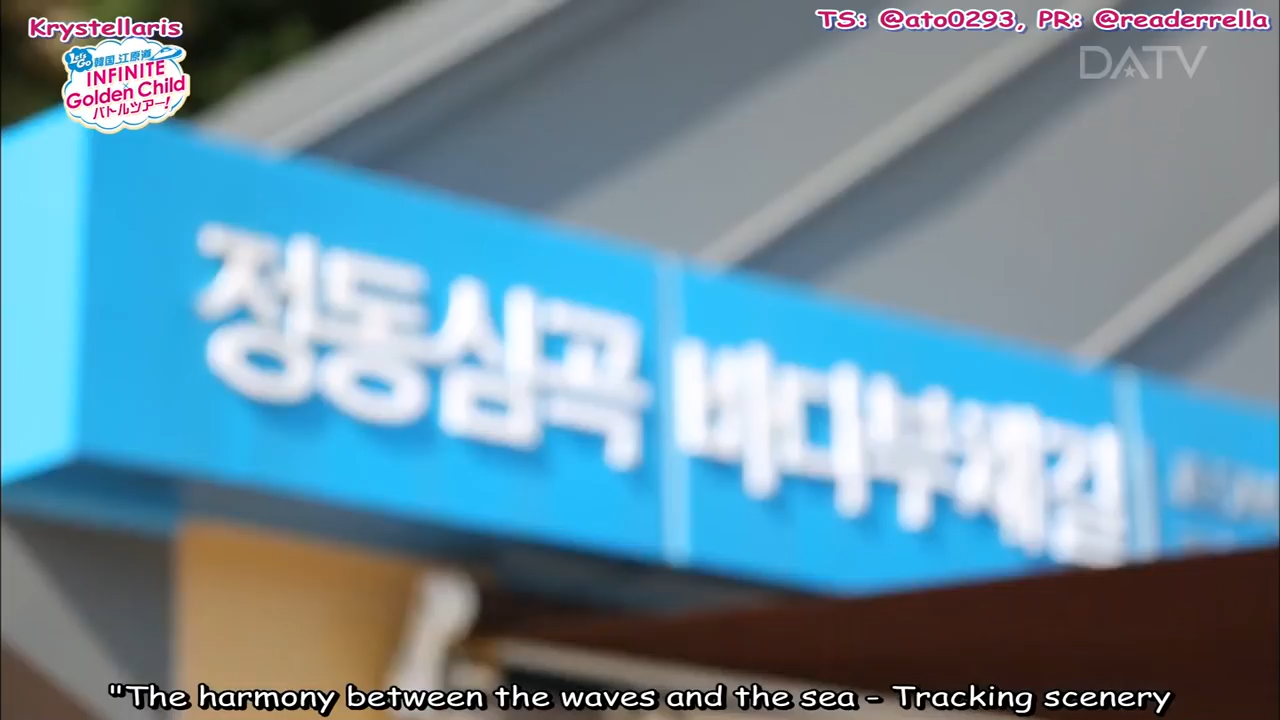 Krystellaris
TS: @ato0293, PR: @readerrella
Let's Go 韓国_江原道
INFINITE
Golden Child
バトルツアー!
DATV
정동심곡 바다부채길
"The harmony between the waves and the sea - Tracking scenery